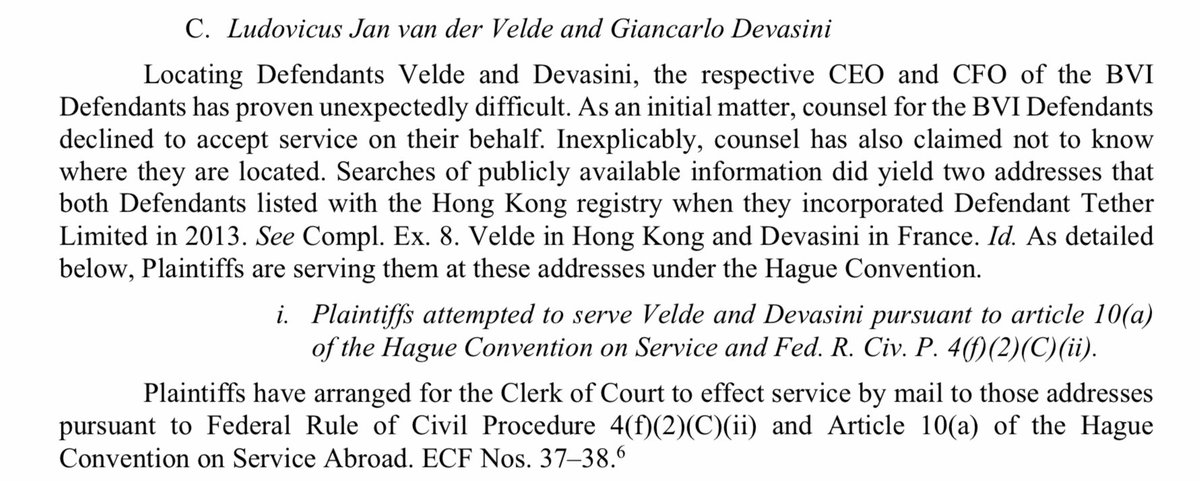 C. Ludovicus Jan van der Velde and Giancarlo Devasini
Locating Defendants Velde and Devasini, the respective CEO and CFO of the BVI
Defendants has proven unexpectedly difficult. As an initial matter, counsel for the BVI Defendants
declined to accept service on their behalf. Inexplicably, counsel has also claimed not to know
where they are located. Searches of publicly available information did yield two addresses that
both Defendants listed with the Hong Kong registry when they incorporated Defendant Tether
Limited in 2013. See Compl. Ex. 8. Velde in Hong Kong and Devasini in France. Id. As detailed
below, Plaintiffs are serving them at these addresses under the Hague Convention.
i. Plaintiffs attempted to serve Velde and Devasini pursuant to article 10(a)
of the Hague Convention on Service and Fed. R. Civ. P. 4(f)(2)(C)(ii).
Plaintiffs have arranged for the Clerk of Court to effect service by mail to those addresses
pursuant to Federal Rule of Civil Procedure 4(f)(2)(C)(ii) and Article 10(a) of the Hague
Convention on Service Abroad. ECF Nos. 37–38.⁶